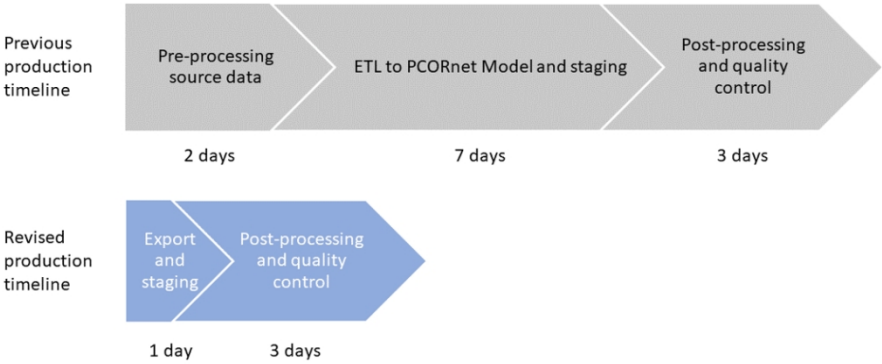 Previous
production
timeline
Pre-processing
source data
ETL to PCORnet Model and staging
Post-processing
and quality
control
2 days
7 days
3 days
Revised
production
timeline
Export
and
staging
Post-processing
and quality
control
1 day
3 days